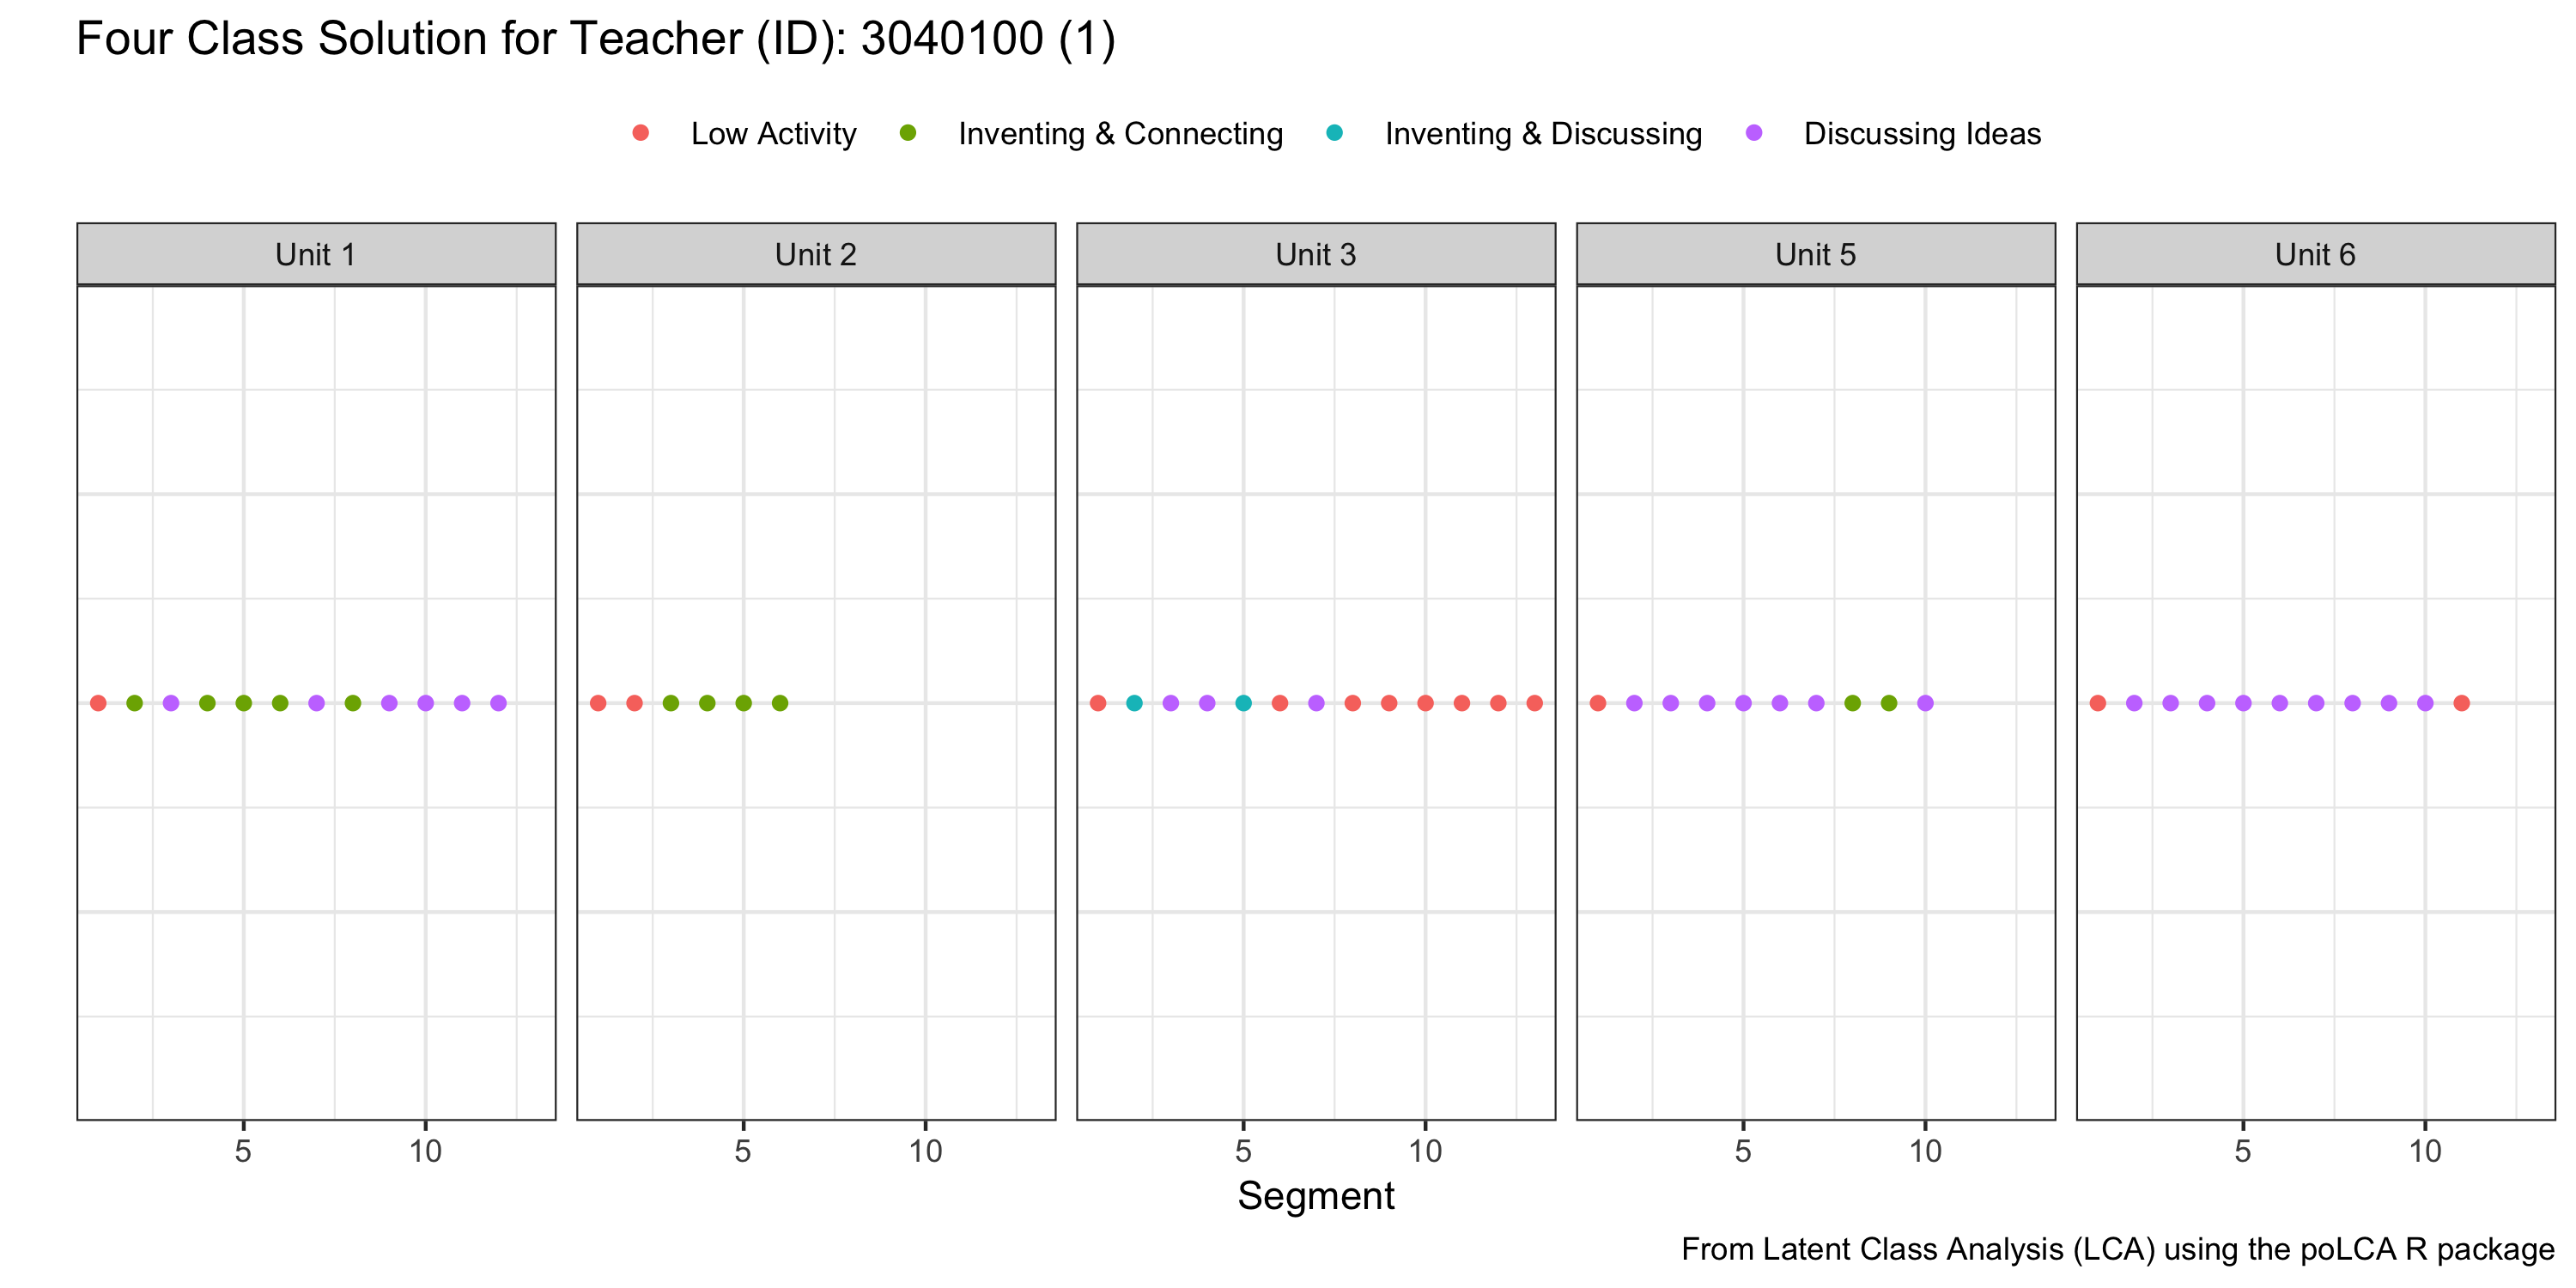 Four Class Solution for Teacher (ID): 3040100 (1)
Low Activity Inventing & Connecting Inventing & Discussing Discussing Ideas
Unit 1 Unit 2 Unit 3 Unit 5 Unit 6
5 10 5 10 5 10 5 10 5 10
Segment
From Latent Class Analysis (LCA) using the poLCA R package